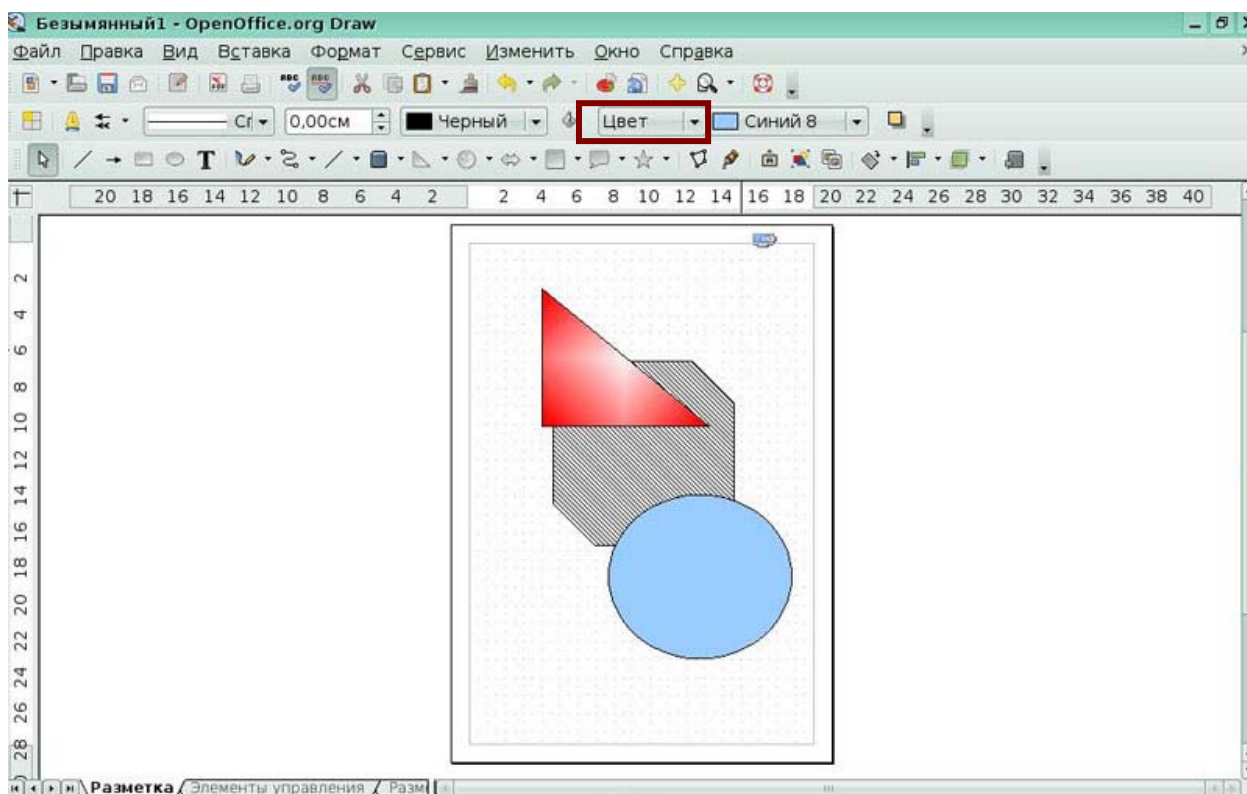 Безымянный1 - OpenOffice.org Draw
Файл Правка Вид Вставка Формат Сервис Изменить Окно Справка
Ст 0,00см Черный Цвет Синий 8
T
20 18 16 14 12 10 8 6 4 2 2 4 6 8 10 12 14 16 18 20 22 24 26 28 30 32 34 36 38 40
2
4
6
8
10
12
14
16
18
20
22
24
26
28
Разметка Элементы управления Разм